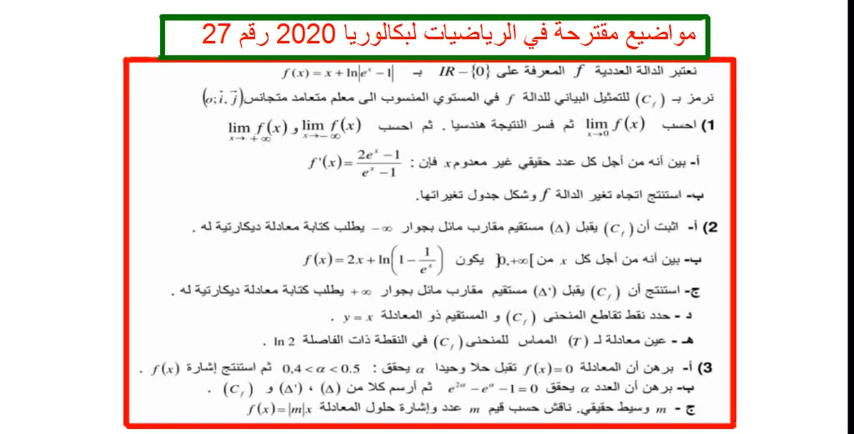 مواضيع مقترحة في الرياضيات لبكالوريا 2020 رقم 27
نعتبر الدالة العددية f المعرفة على IR−{0} بـ f(x)=x+ln|eˣ−1|
نرمز بـ (C_f) للتمثيل البياني للدالة f في المستوي المنسوب الى معلم متعامد متجانس (o;i⃗,j⃗)
1) احسب lim_{x→0} f(x) ثم فسر النتيجة هندسيا . ثم احسب lim_{x→−∞} f(x) و lim_{x→+∞} f(x)
أ- بين أنه من أجل كل عدد حقيقي غير معدوم x فإن : f'(x)=(2eˣ−1)/(eˣ−1)
ب- استنتج اتجاه تغير الدالة f وشكل جدول تغيراتها.
2) أ- اثبت أن (C_f) يقبل (Δ) مستقيم مقارب مائل بجوار −∞ يطلب كتابة معادلة ديكارتية له .
ب- بين أنه من أجل كل x من ]0,+∞[ يكون f(x)=2x+ln(1−1/eˣ)
ج- استنتج أن (C_f) يقبل (Δ') مستقيم مقارب مائل بجوار +∞ يطلب كتابة معادلة ديكارتية له .
د- حدد نقط تقاطع المنحنى (C_f) و المستقيم ذو المعادلة y=x .
هـ- عين معادلة لـ (T) المماس للمنحنى (C_f) في النقطة ذات الفاصلة ln 2 .
3) أ- برهن أن المعادلة f(x)=0 تقبل حلا وحيدا α يحقق : 0,4<α<0.5 ثم استنتج إشارة f(x) .
ب- برهن أن العدد α يحقق e²ᵅ−eᵅ−1=0 ثم أرسم كلا من (Δ) ، (Δ') و (C_f) .
ج- m وسيط حقيقي. ناقش حسب قيم m عدد وإشارة حلول المعادلة f(x)=|m|x